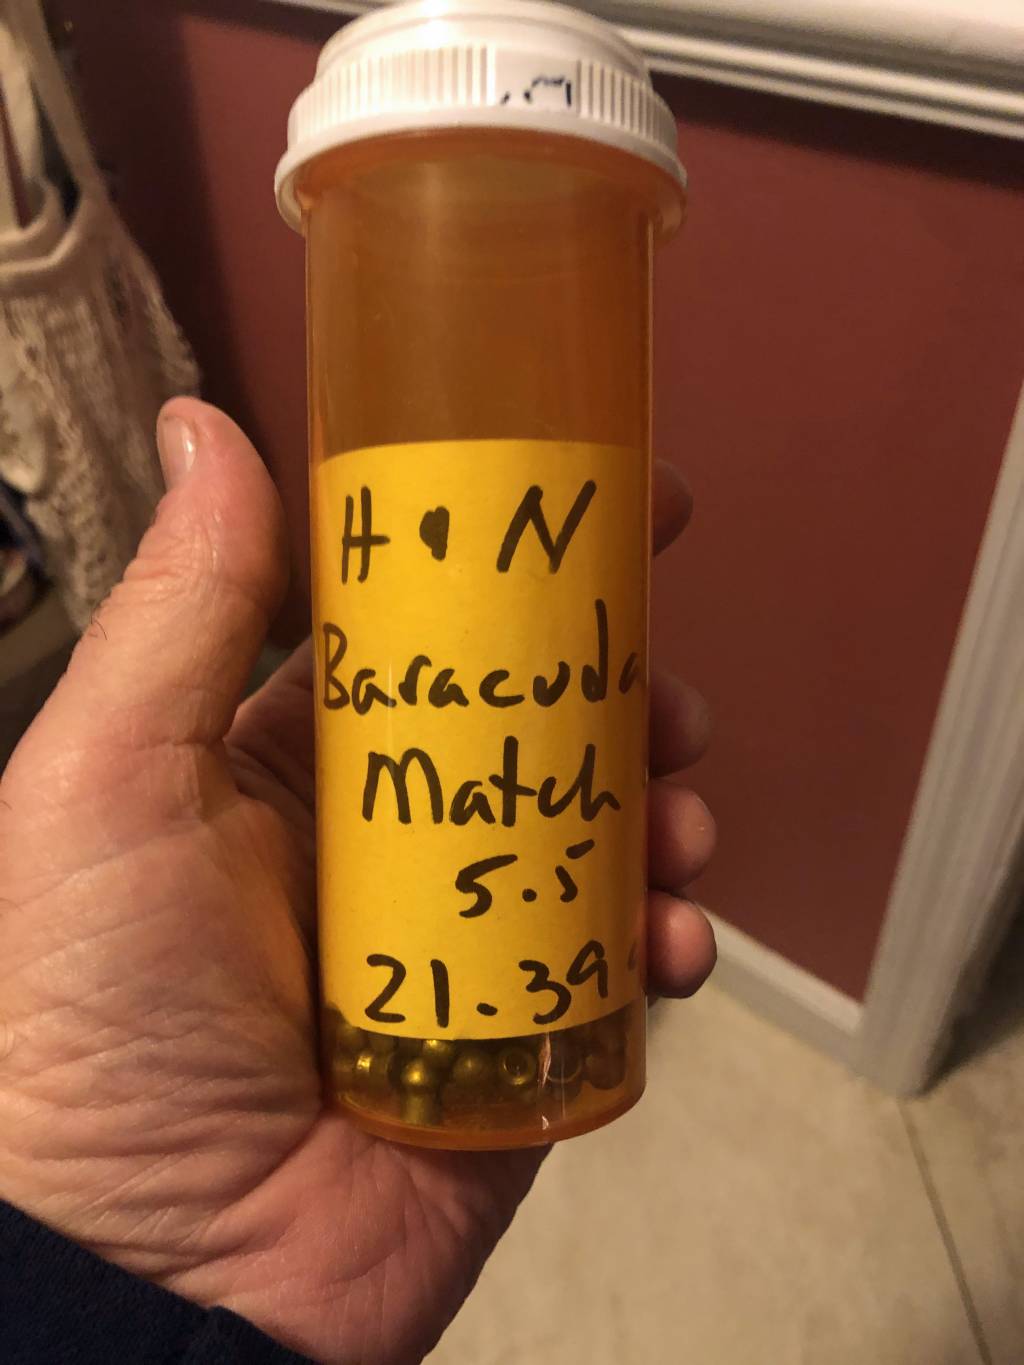 H • N
Baracuda
Match
5.5
21.39